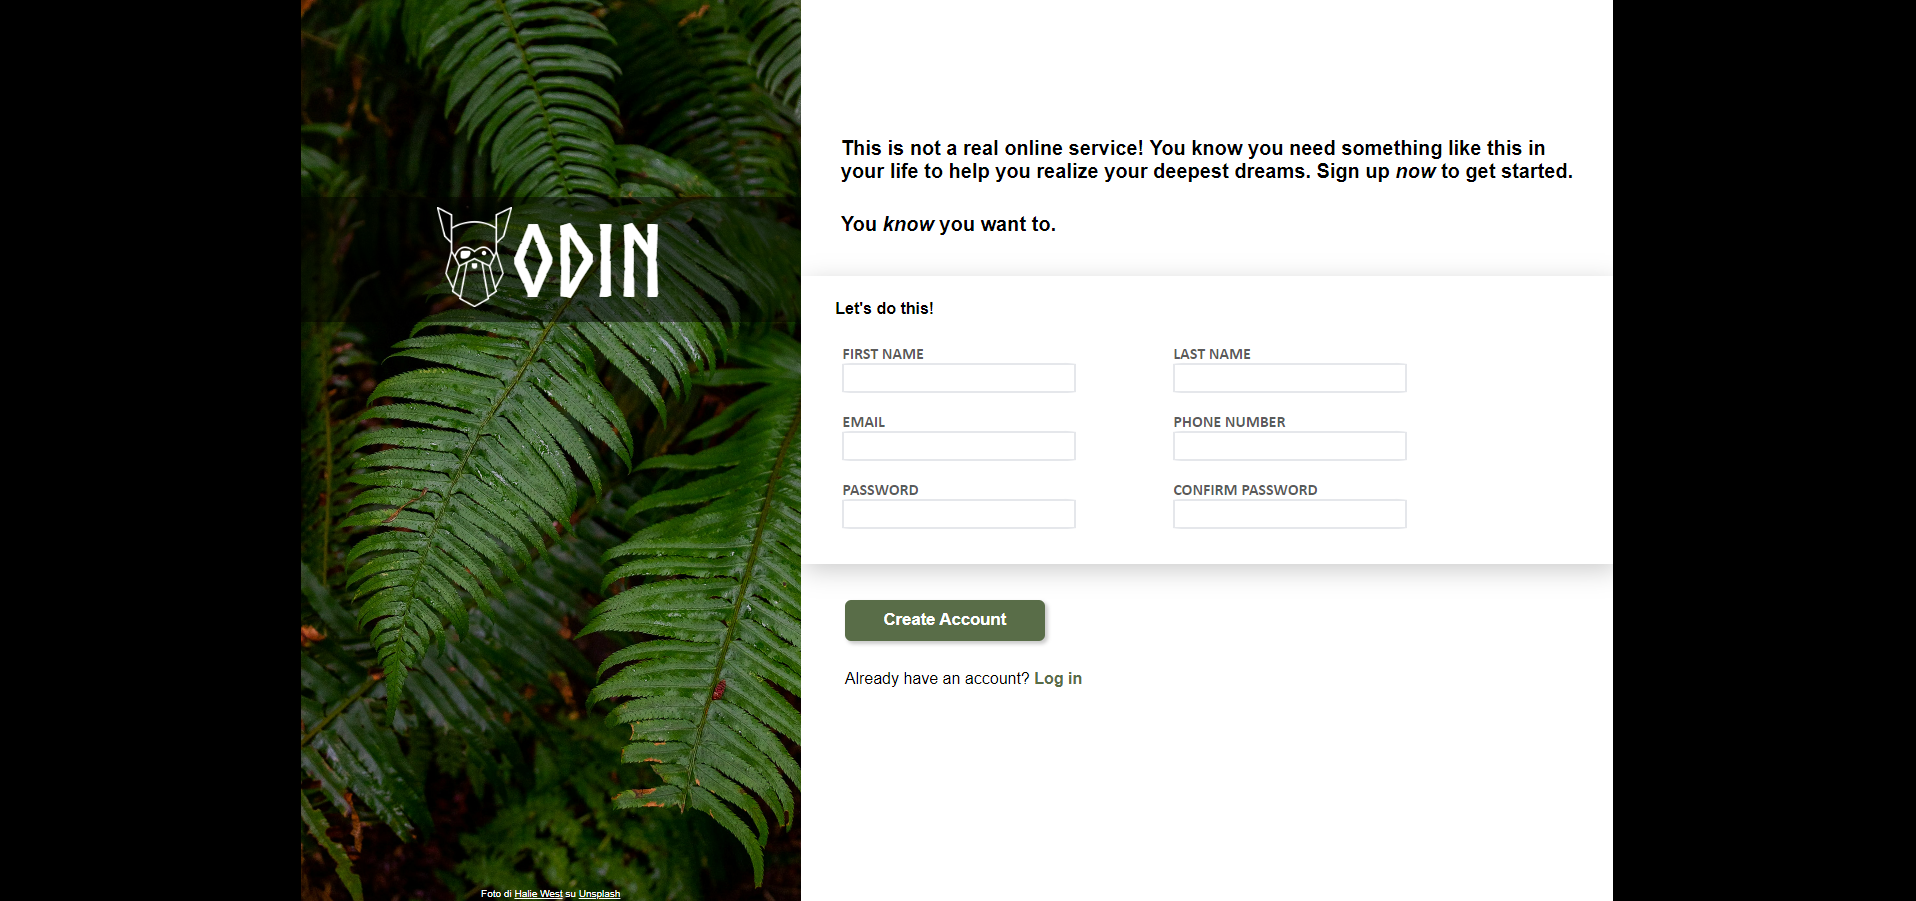 ODIN
Foto di Halie West su Unsplash
This is not a real online service! You know you need something like this in
your life to help you realize your deepest dreams. Sign up now to get started.
You know you want to.
Let's do this!
FIRST NAME
LAST NAME
EMAIL
PHONE NUMBER
PASSWORD
CONFIRM PASSWORD
Create Account
Already have an account? Log in